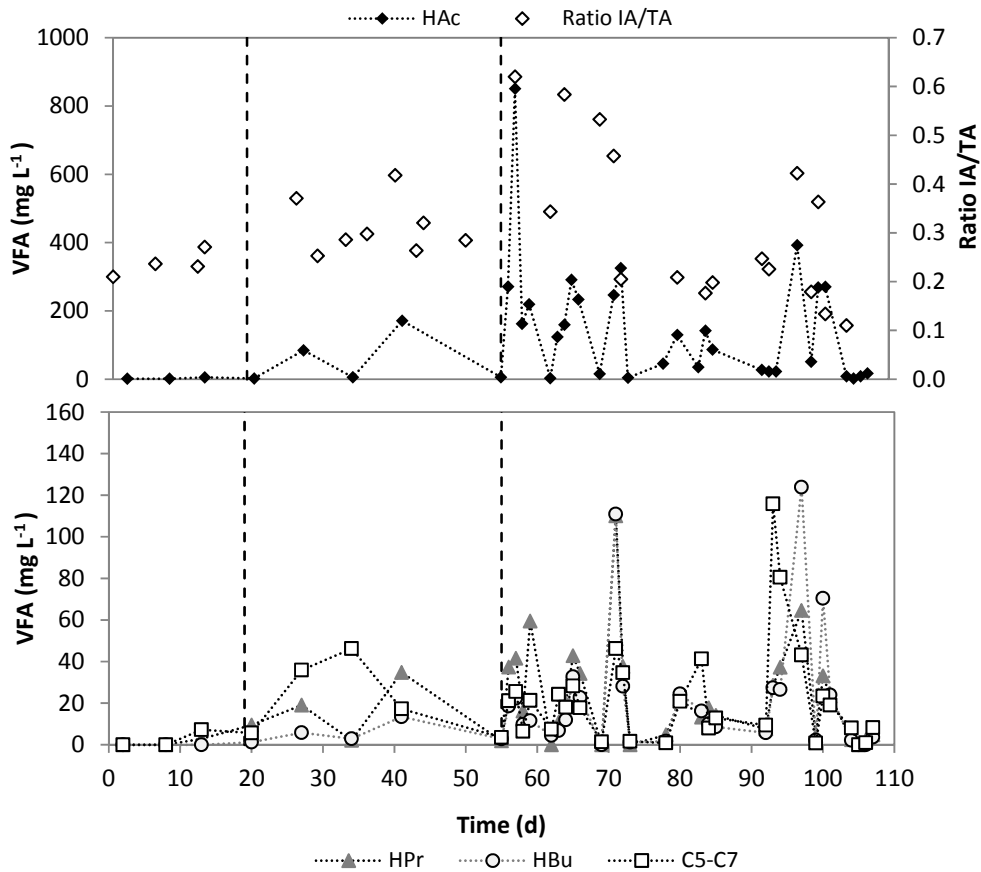 HAc Ratio IA/TA
1000 0.7
800 0.6
600 0.5
400 0.4
200 0.3
0 0.2
0.1
0.0
VFA (mg L-1)
Ratio IA/TA
160
140
120
100
80
60
40
20
0
VFA (mg L-1)
0 10 20 30 40 50 60 70 80 90 100 110
Time (d)
HPr HBu C5-C7